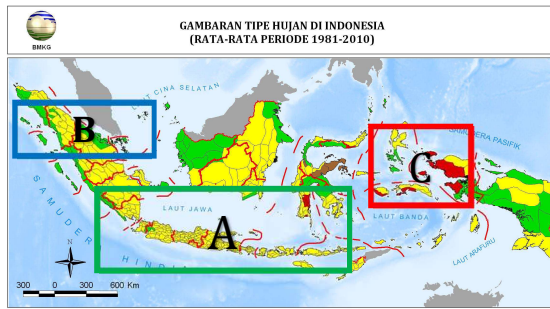 GAMBARAN TIPE HUJAN DI INDONESIA
(RATA-RATA PERIODE 1981-2010)
BMKG
LAUT CINA SELATAN
SAMUDERA PASIFIK
B
C
LAUT JAWA
LAUT BANDA
A
LAUT ARAFURU
SAMUDER
HINDIA
N
300 0 300 600 Km